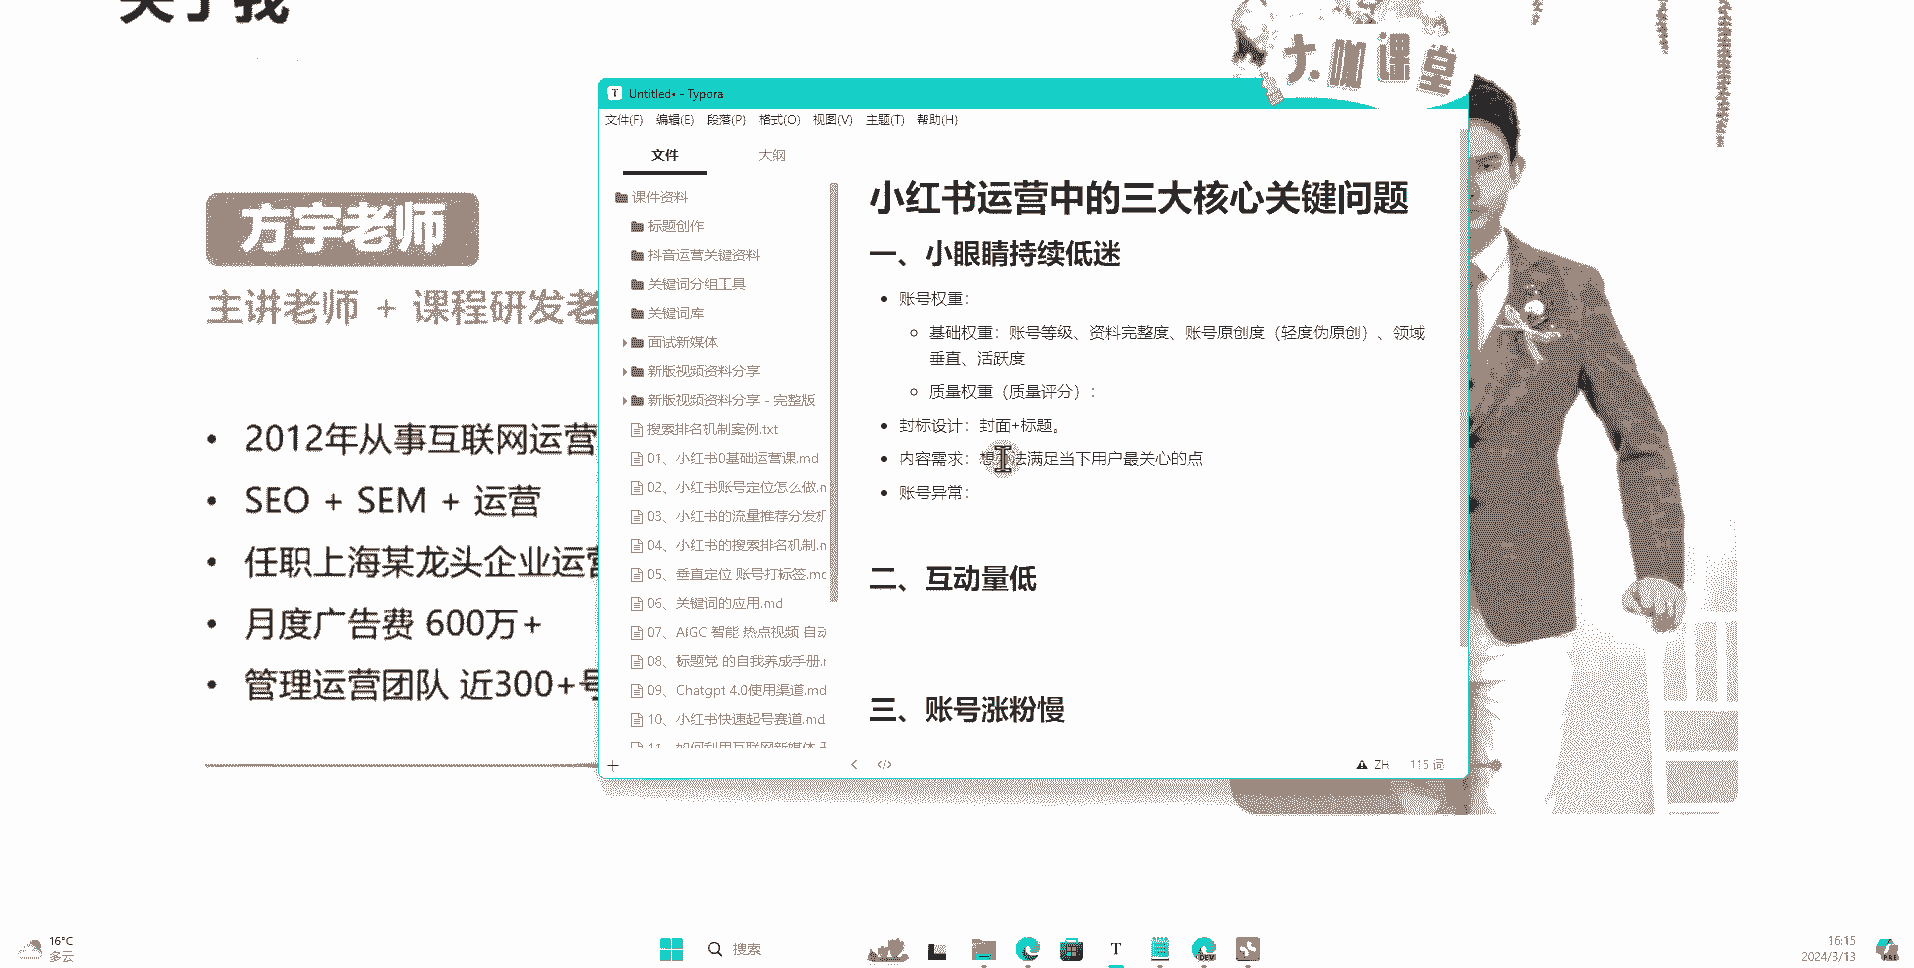 关于我
大咖课堂
方宇老师
主讲老师 + 课程研发老
• 2012年从事互联网运营
• SEO + SEM + 运营
• 任职上海某龙头企业运营
• 月度广告费 600万+
• 管理运营团队 近300+号
Untitled• - Typora
文件(F) 编辑(E) 段落(P) 格式(O) 视图(V) 主题(T) 帮助(H)
文件 大纲
课件资料
标题创作
抖音运营关键资料
关键词分组工具
关键词库
面试新媒体
新版视频资料分享
新版视频资料分享 - 完整版
搜索排名机制案例.txt
01、小红书0基础运营课.md
02、小红书账号定位怎么做.m
03、小红书的流量推荐分发机
04、小红书的搜索排名机制.m
05、垂直定位 账号打标签.md
06、关键词的应用.md
07、AIGC 智能 热点视频 自动
08、标题党 的自我养成手册.m
09、Chatgpt 4.0使用渠道.md
10、小红书快速起号赛道.md
11、如何利用互联网新媒体
小红书运营中的三大核心关键问题
一、小眼睛持续低迷
• 账号权重：
基础权重：账号等级、资料完整度、账号原创度（轻度伪原创）、领域
垂直、活跃度
质量权重（质量评分）：
• 封标设计：封面+标题。
• 内容需求：想办法满足当下用户最关心的点
• 账号异常：
二、互动量低
三、账号涨粉慢
ZH 115 词
16°C
多云
搜索
DEV
PRE
16:15
2024/3/13